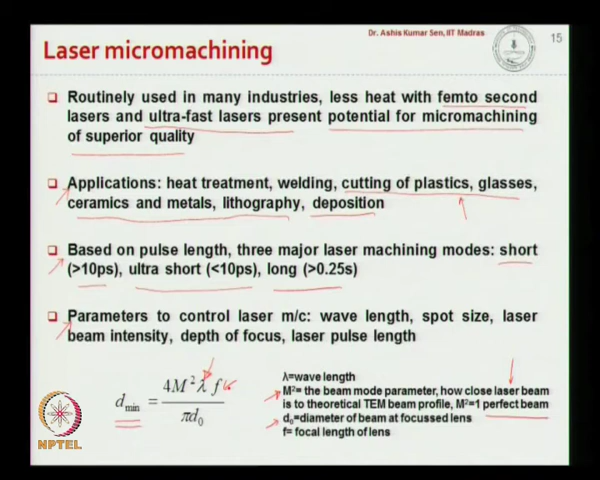 Dr. Ashis Kumar Sen, IIT Madras
15
Laser micromachining
Routinely used in many industries, less heat with femto second
lasers and ultra-fast lasers present potential for micromachining
of superior quality
Applications: heat treatment, welding, cutting of plastics, glasses,
ceramics and metals, lithography, deposition
Based on pulse length, three major laser machining modes: short
(>10ps), ultra short (<10ps), long (>0.25s)
Parameters to control laser m/c: wave length, spot size, laser
beam intensity, depth of focus, laser pulse length
d_min = 4M²λf / πd₀
λ=wave length
M²= the beam mode parameter, how close laser beam
is to theoretical TEM beam profile, M²=1 perfect beam
d₀=diameter of beam at focussed lens
f= focal length of lens
NPTEL